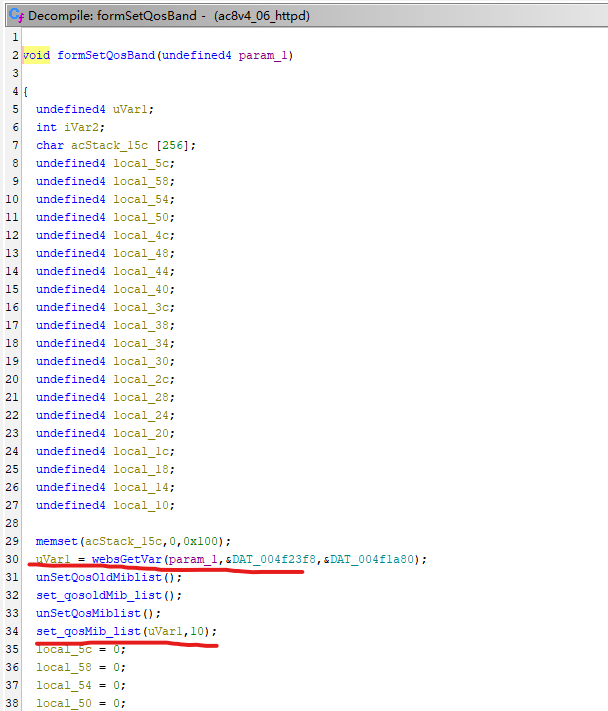 Decompile: formSetQosBand - (ac8v4_06_httpd)
1
2 void formSetQosBand(undefined4 param_1)
3
4 {
5 undefined4 uVar1;
6 int iVar2;
7 char acStack_15c [256];
8 undefined4 local_5c;
9 undefined4 local_58;
10 undefined4 local_54;
11 undefined4 local_50;
12 undefined4 local_4c;
13 undefined4 local_48;
14 undefined4 local_44;
15 undefined4 local_40;
16 undefined4 local_3c;
17 undefined4 local_38;
18 undefined4 local_34;
19 undefined4 local_30;
20 undefined4 local_2c;
21 undefined4 local_28;
22 undefined4 local_24;
23 undefined4 local_20;
24 undefined4 local_1c;
25 undefined4 local_18;
26 undefined4 local_14;
27 undefined4 local_10;
28
29 memset(acStack_15c,0,0x100);
30 uVar1 = websGetVar(param_1,&DAT_004f23f8,&DAT_004f1a80);
31 unSetQosOldMiblist();
32 set_qosoldMib_list();
33 unSetQosMiblist();
34 set_qosMib_list(uVar1,10);
35 local_5c = 0;
36 local_58 = 0;
37 local_54 = 0;
38 local_50 = 0;